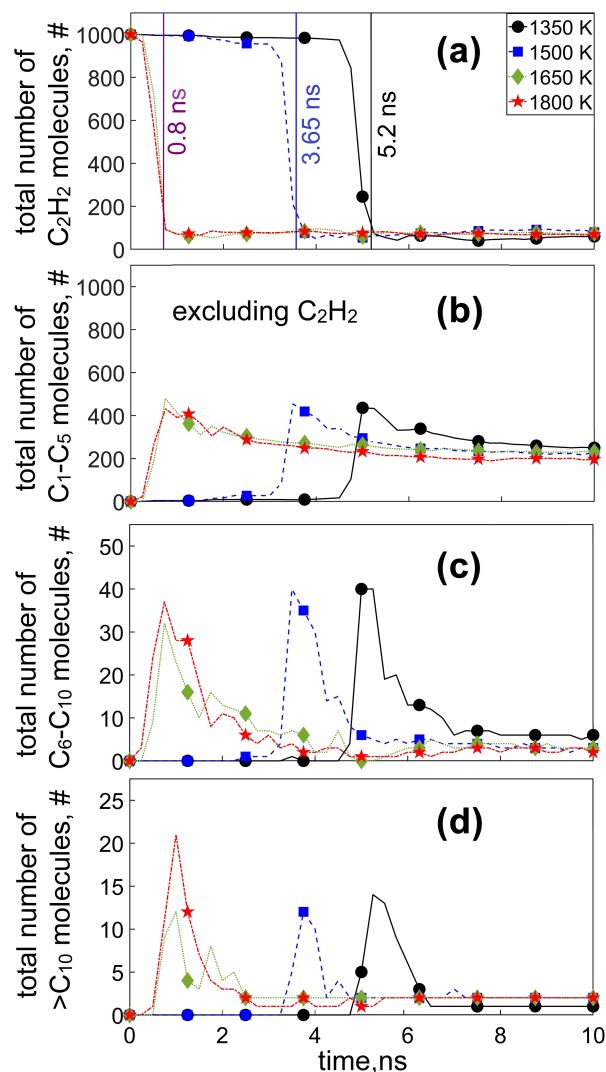 total number of
C₂H₂ molecules, #
1000
800
600
400
200
0
(a)
1350 K
1500 K
1650 K
1800 K
0.8 ns
3.65 ns
5.2 ns
total number of
C₁-C₅ molecules, #
1000
800
600
400
200
0
excluding C₂H₂
(b)
total number of
C₆-C₁₀ molecules, #
50
40
30
20
10
0
(c)
total number of
>C₁₀ molecules, #
25
20
15
10
5
0
(d)
0 2 4 6 8 10
time,ns